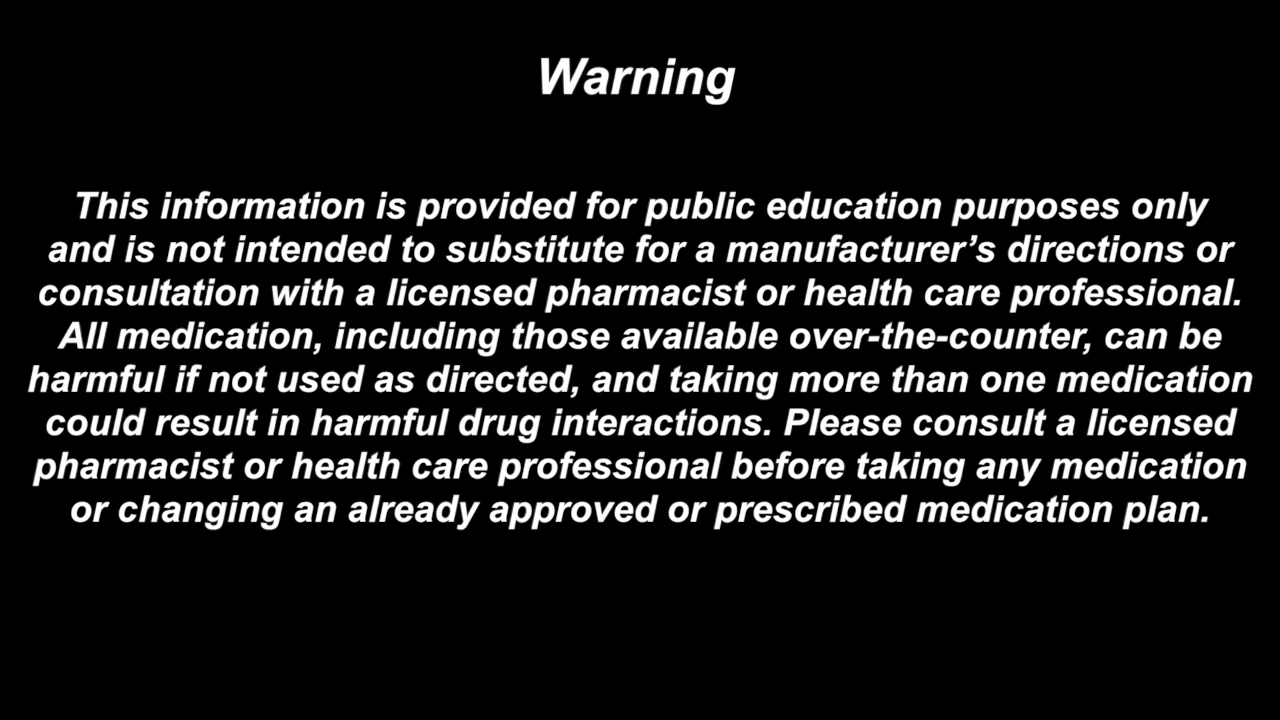 Warning
This information is provided for public education purposes only
and is not intended to substitute for a manufacturer’s directions or
consultation with a licensed pharmacist or health care professional.
All medication, including those available over-the-counter, can be
harmful if not used as directed, and taking more than one medication
could result in harmful drug interactions. Please consult a licensed
pharmacist or health care professional before taking any medication
or changing an already approved or prescribed medication plan.